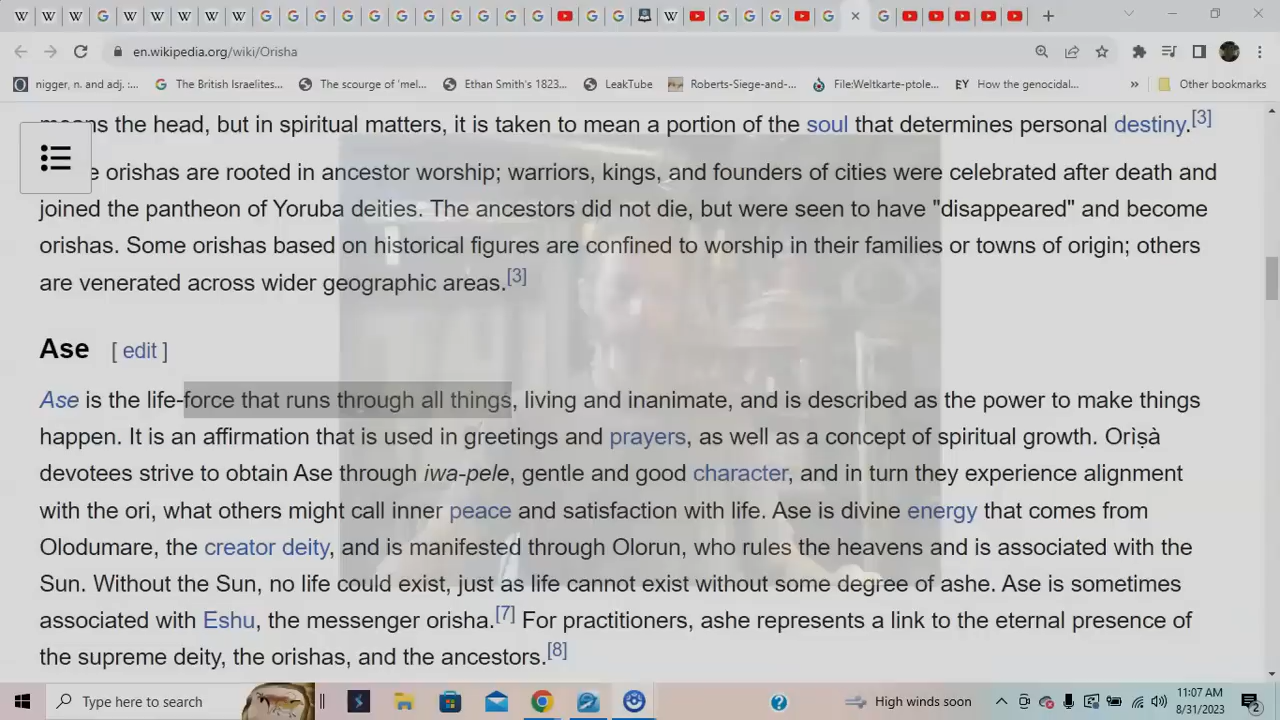 en.wikipedia.org/wiki/Orisha
nigger, n. and adj. :... The British Israelites... The scourge of 'mel... Ethan Smith's 1823... LeakTube Roberts-Siege-and-... File:Weltkarte-ptole... EY How the genocidal... » Other bookmarks
means the head, but in spiritual matters, it is taken to mean a portion of the soul that determines personal destiny.[3]
orishas are rooted in ancestor worship; warriors, kings, and founders of cities were celebrated after death and
joined the pantheon of Yoruba deities. The ancestors did not die, but were seen to have "disappeared" and become
orishas. Some orishas based on historical figures are confined to worship in their families or towns of origin; others
are venerated across wider geographic areas.[3]
Ase [ edit ]
Ase is the life-force that runs through all things, living and inanimate, and is described as the power to make things
happen. It is an affirmation that is used in greetings and prayers, as well as a concept of spiritual growth. Orìṣà
devotees strive to obtain Ase through iwa-pele, gentle and good character, and in turn they experience alignment
with the ori, what others might call inner peace and satisfaction with life. Ase is divine energy that comes from
Olodumare, the creator deity, and is manifested through Olorun, who rules the heavens and is associated with the
Sun. Without the Sun, no life could exist, just as life cannot exist without some degree of ashe. Ase is sometimes
associated with Eshu, the messenger orisha.[7] For practitioners, ashe represents a link to the eternal presence of
the supreme deity, the orishas, and the ancestors.[8]
Type here to search
High winds soon
11:07 AM
8/31/2023
2